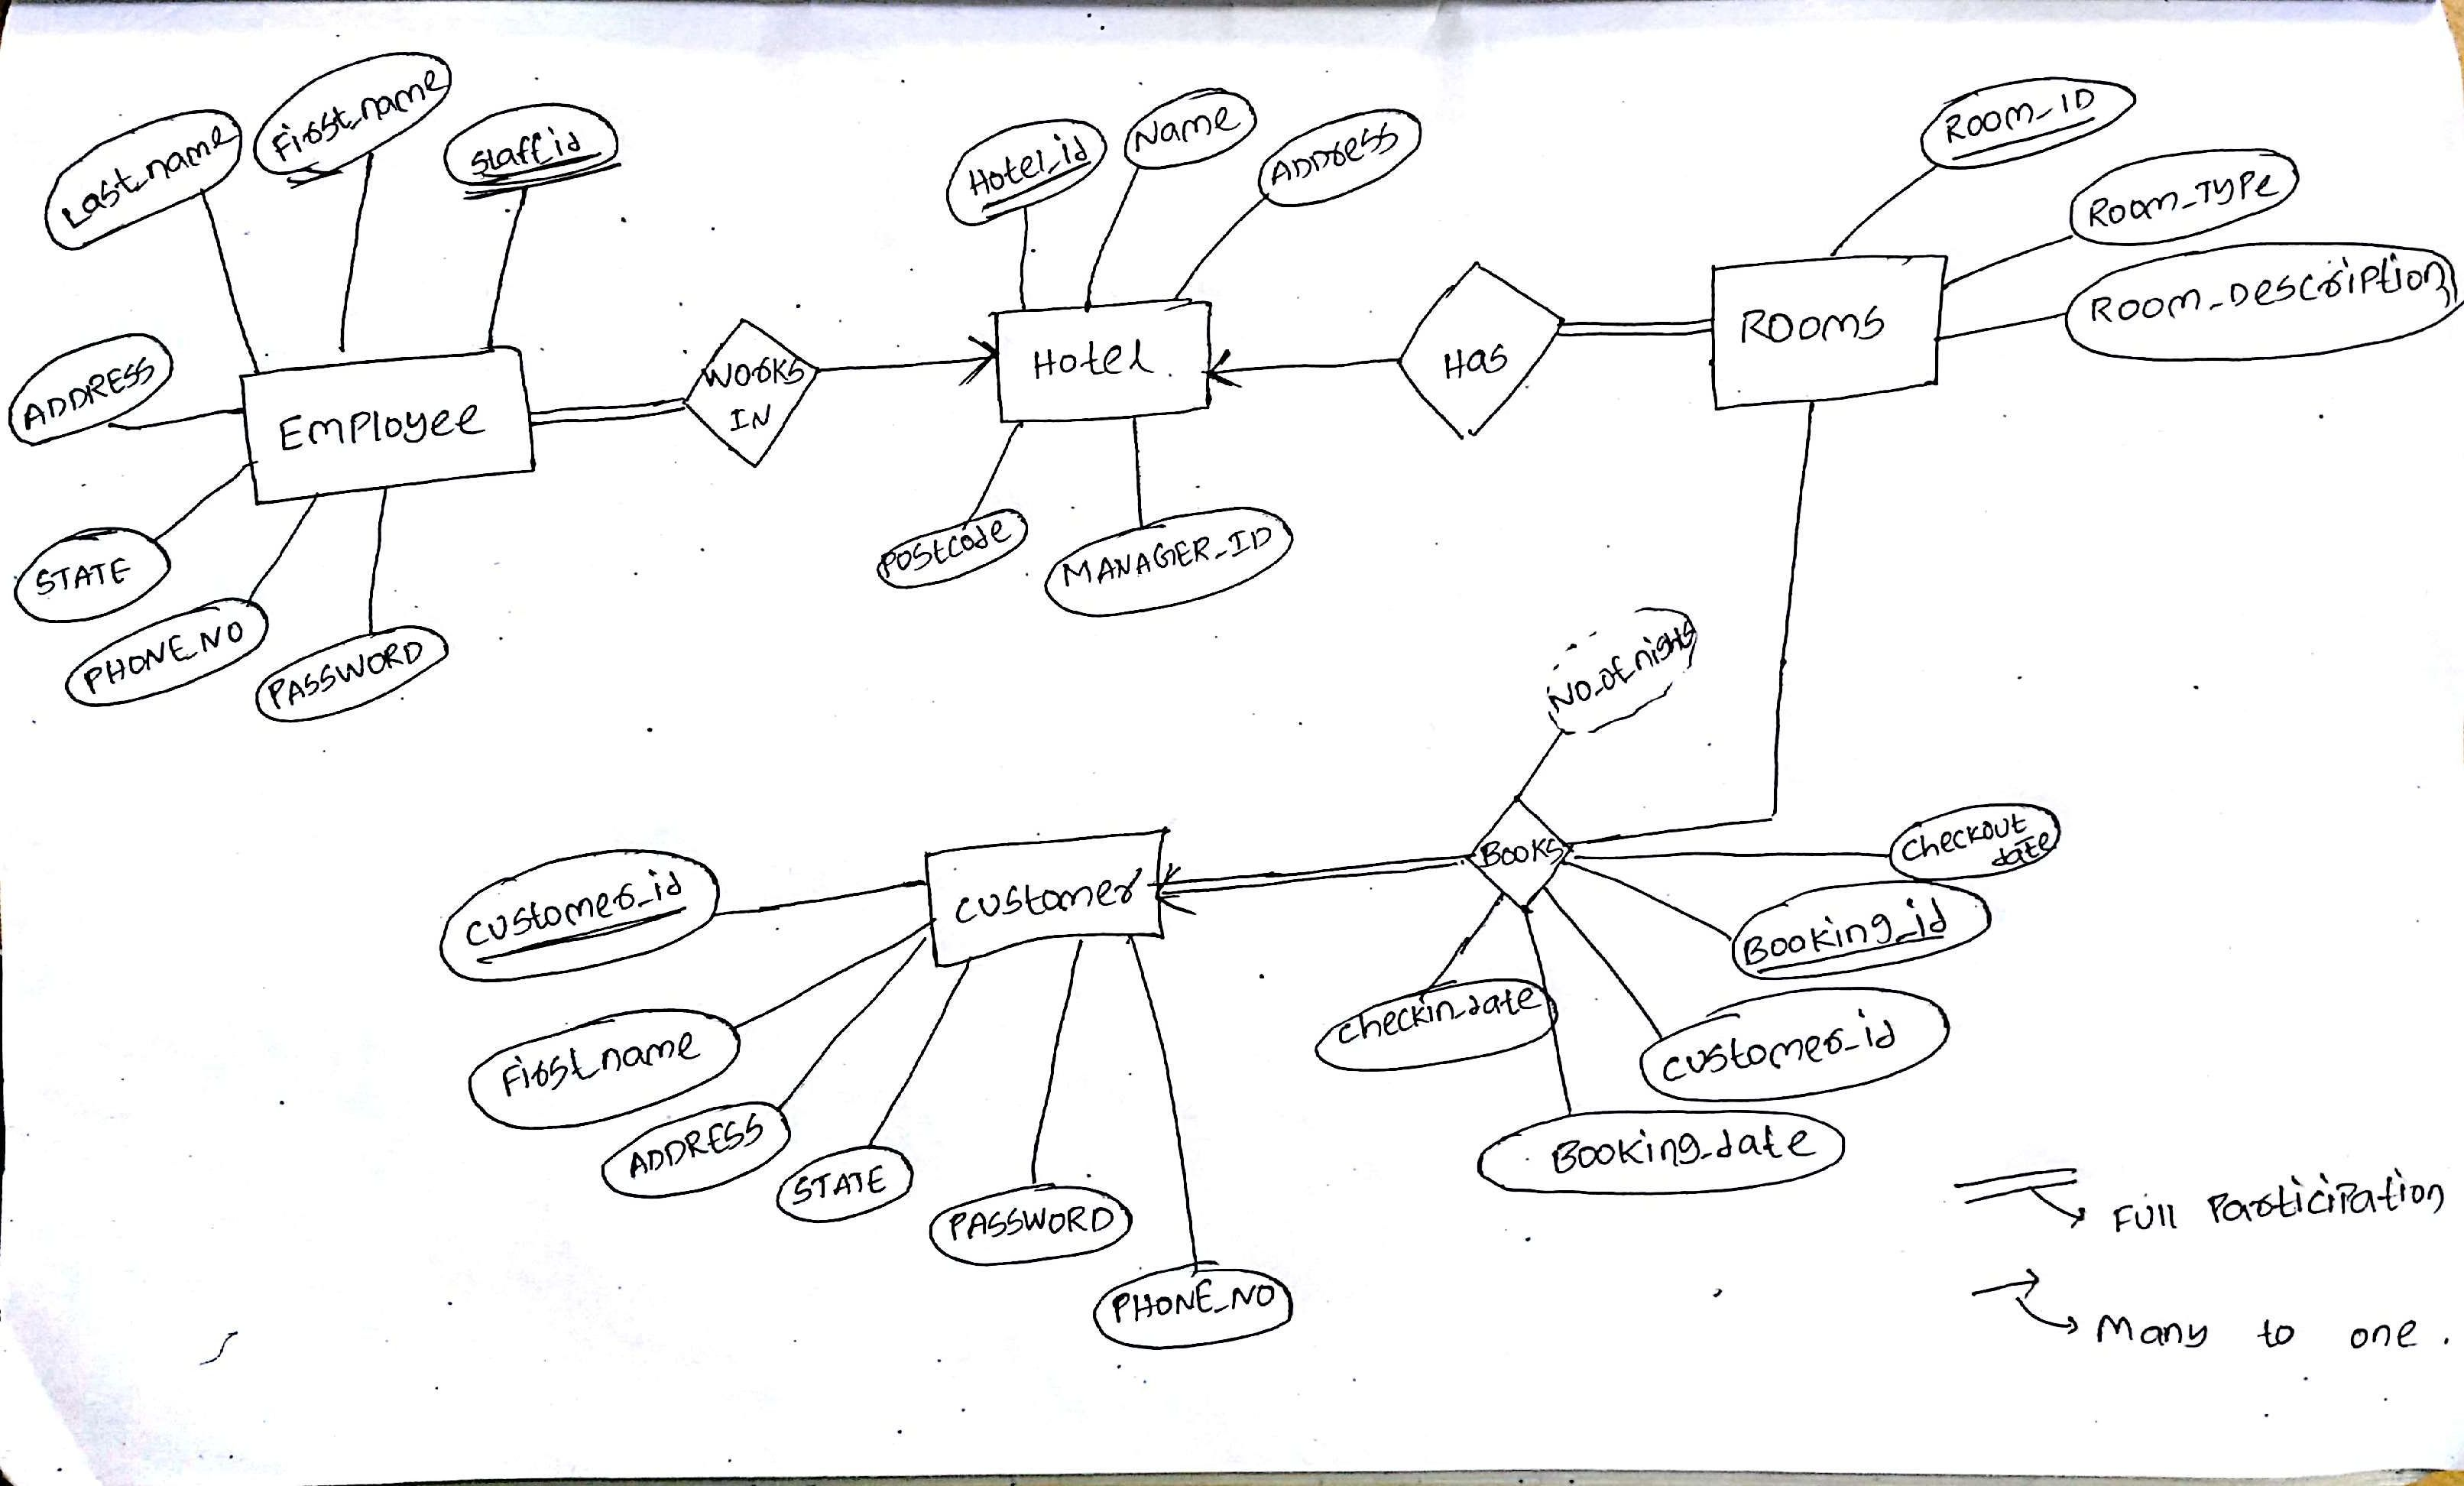 Last_name
First_name
Staff_id
Hotel_id
Name
ADDress
Room_ID
Room_Type
Room_Description
ADDRESS
Employee
Works
IN
Hotel
Has
Rooms
STATE
PHONE_NO
PASSWORD
Postcode
MANAGER_ID
No_of_nights
Customer
Books
Checkout
date
Customer_id
Booking_id
Checkin_date
Customer_id
First_name
ADDRESS
STATE
PASSWORD
PHONE_NO
Booking_date
Full Participation
Many to one.